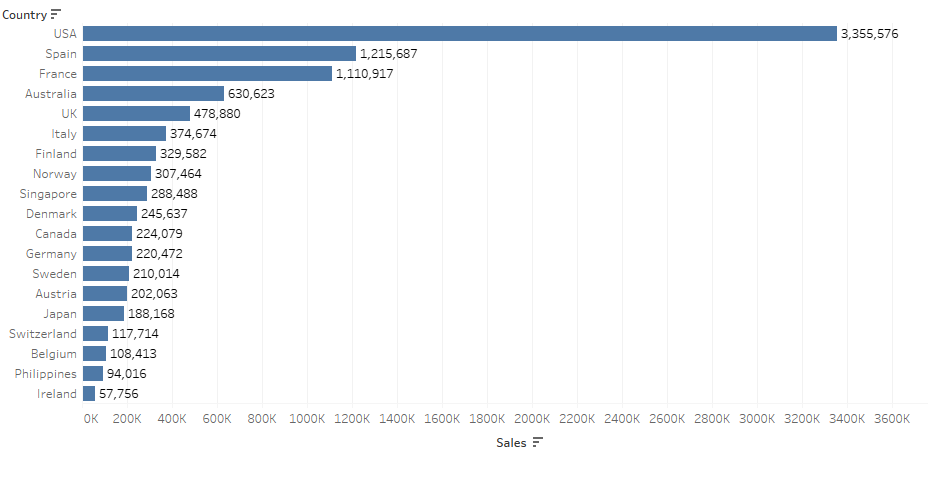 Country
USA 3,355,576
Spain 1,215,687
France 1,110,917
Australia 630,623
UK 478,880
Italy 374,674
Finland 329,582
Norway 307,464
Singapore 288,488
Denmark 245,637
Canada 224,079
Germany 220,472
Sweden 210,014
Austria 202,063
Japan 188,168
Switzerland 117,714
Belgium 108,413
Philippines 94,016
Ireland 57,756
0K 200K 400K 600K 800K 1000K 1200K 1400K 1600K 1800K 2000K 2200K 2400K 2600K 2800K 3000K 3200K 3400K 3600K
Sales